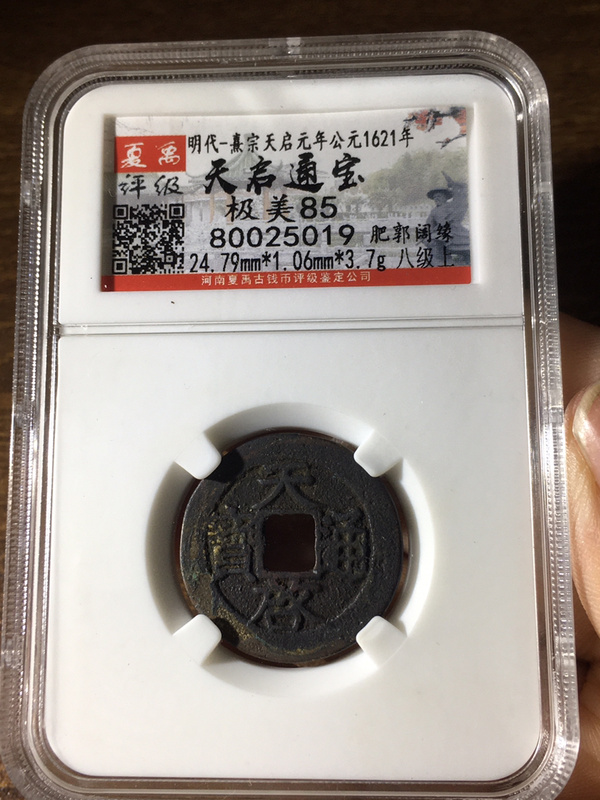 夏禹
评级
明代-熹宗天启元年公元1621年
天启通宝
极美85
80025019 肥郭阔缘
24.79mm*1.06mm*3.7g 八级上
河南夏禹古钱币评级鉴定公司
天
启
通
寳